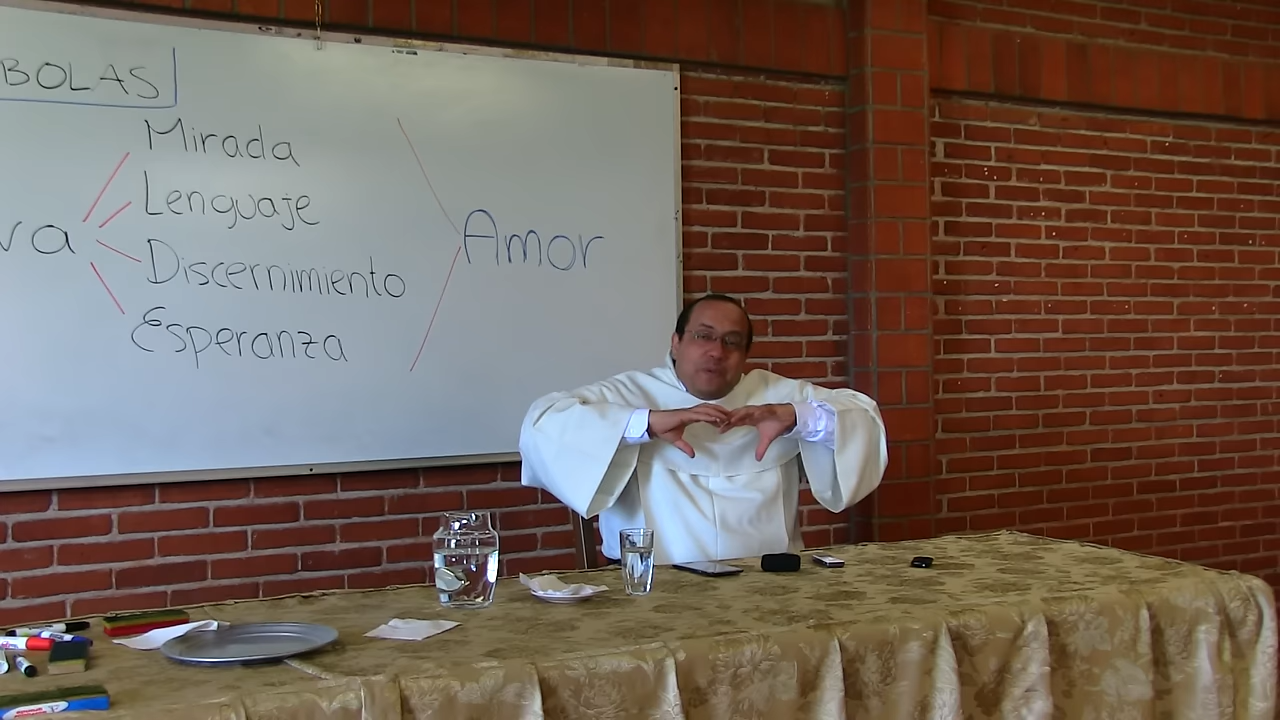 BOLAS
Mirada
Lenguaje
va
Discernimiento
Esperanza
Amor